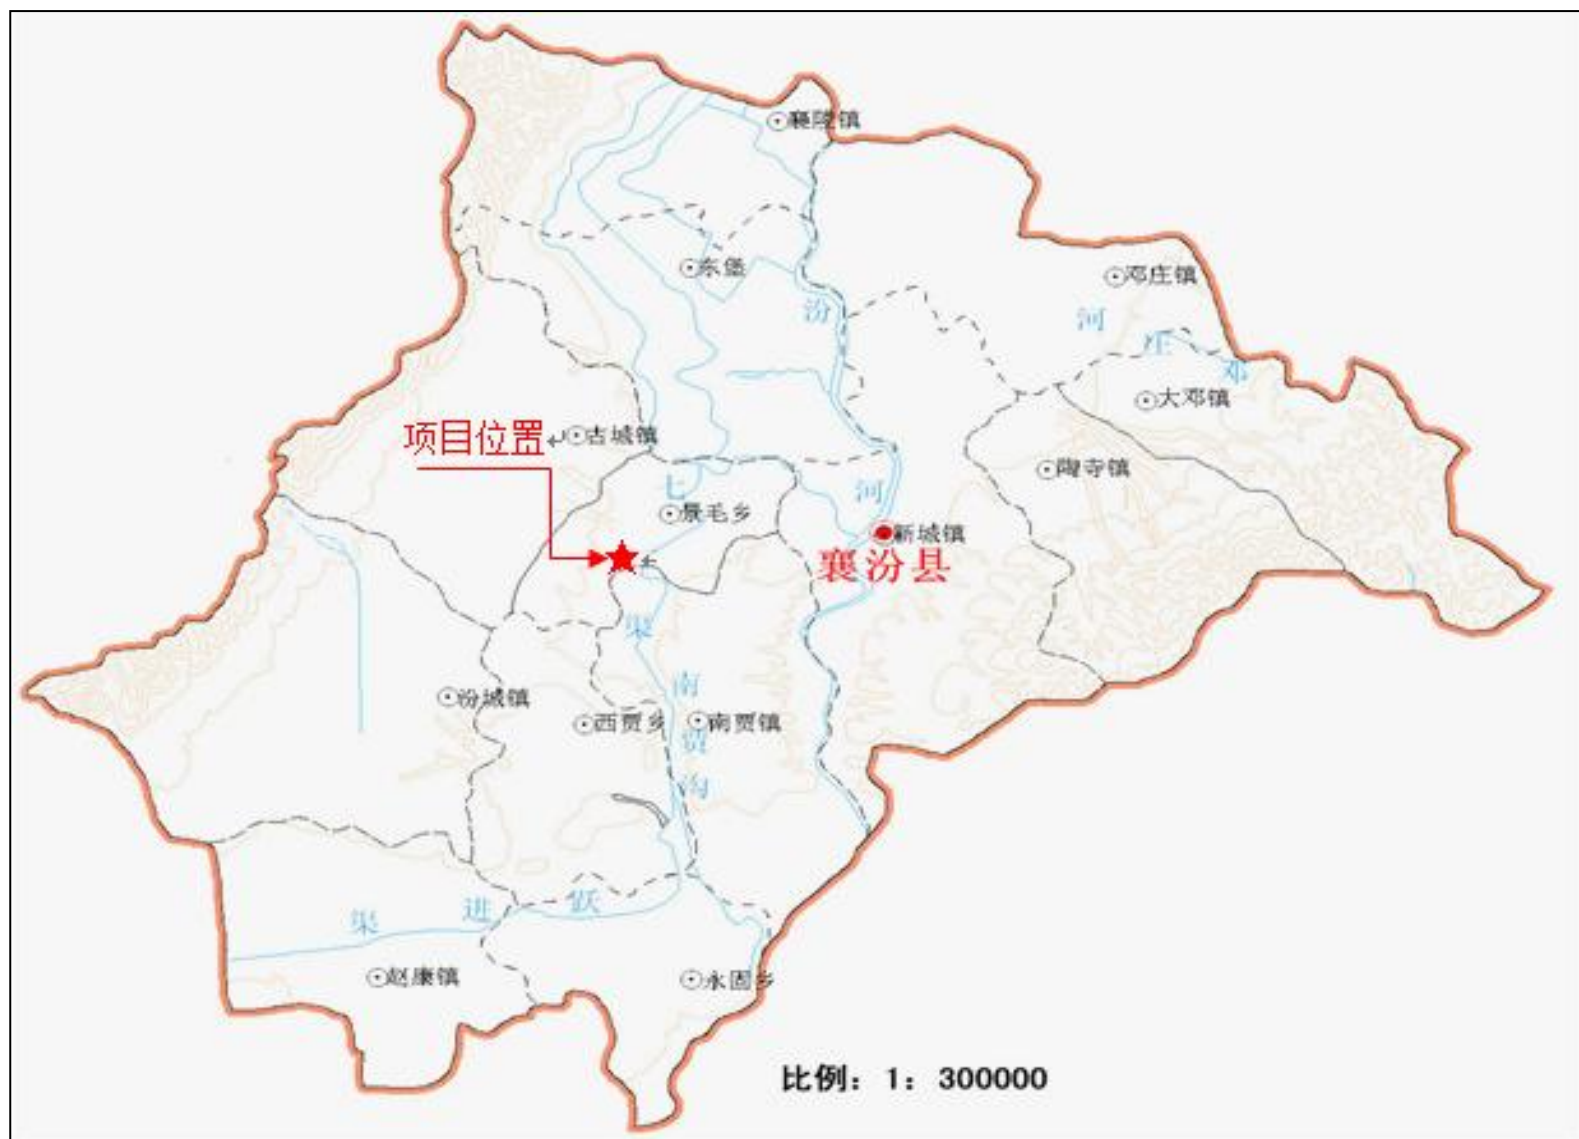 襄陵镇
东堡
邓庄镇
汾
河
庄
邓
大邓镇
项目位置
古城镇
陶寺镇
七
河
景毛乡
新城镇
襄汾县
渠
南
汾城镇
西贾乡
南贾镇
贾
沟
渠
进
跃
赵康镇
永固乡
比例：1：300000